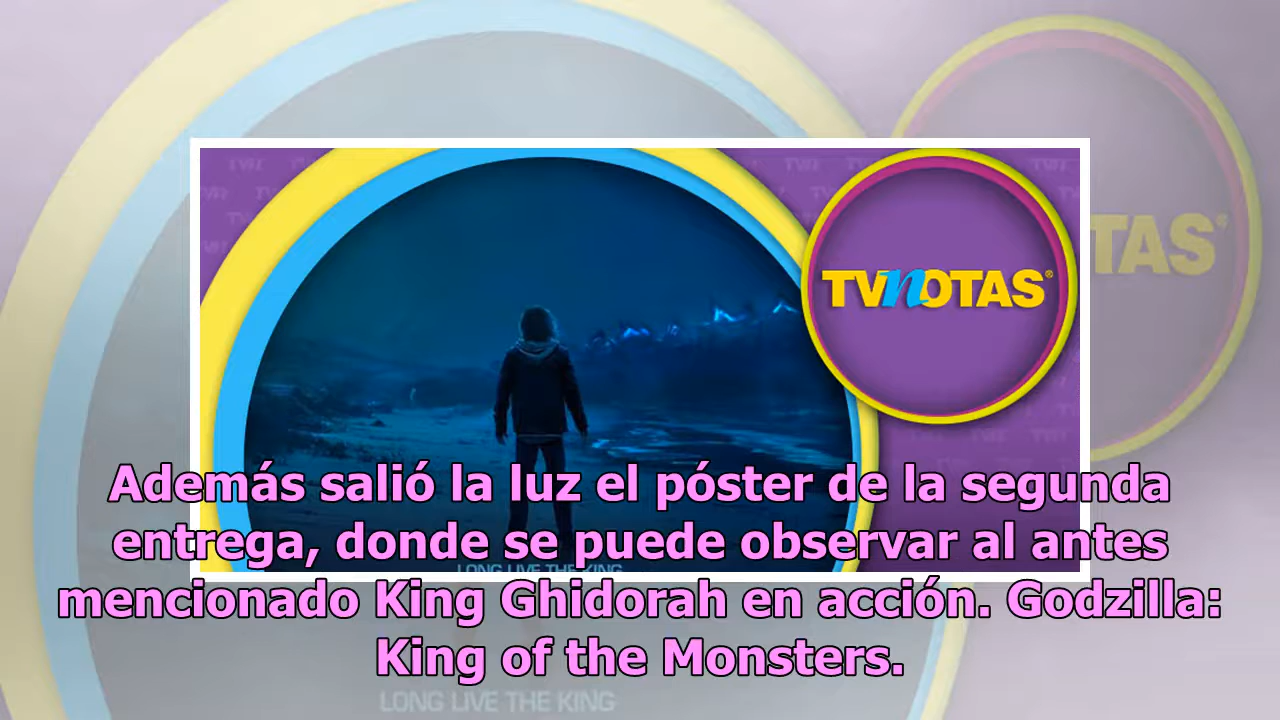 TVnOTAS®
TAS®
Además salió la luz el póster de la segunda
entrega, donde se puede observar al antes
mencionado King Ghidorah en acción. Godzilla:
King of the Monsters.
LONG LIVE THE KING
LONG LIVE THE KING